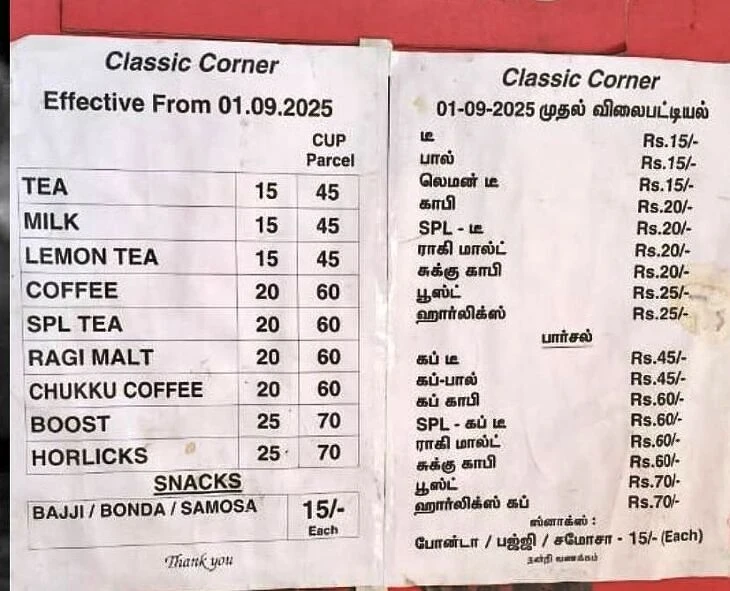 Classic Corner
Effective From 01.09.2025
CUP
Parcel
TEA 15 45
MILK 15 45
LEMON TEA 15 45
COFFEE 20 60
SPL TEA 20 60
RAGI MALT 20 60
CHUKKU COFFEE 20 60
BOOST 25 70
HORLICKS 25 70
SNACKS
BAJJI / BONDA / SAMOSA 15/-
Each
Thank you
Classic Corner
01-09-2025 முதல் விலைபட்டியல்
டீ Rs.15/-
பால் Rs.15/-
லெமன் டீ Rs.15/-
காபி Rs.20/-
SPL - டீ Rs.20/-
ராகி மால்ட் Rs.20/-
சுக்கு காபி Rs.20/-
பூஸ்ட் Rs.25/-
ஹார்லிக்ஸ் Rs.25/-
பார்சல்
கப் டீ Rs.45/-
கப்-பால் Rs.45/-
கப் காபி Rs.60/-
SPL - கப் டீ Rs.60/-
ராகி மால்ட் Rs.60/-
சுக்கு காபி Rs.60/-
பூஸ்ட் Rs.70/-
ஹார்லிக்ஸ் கப் Rs.70/-
ஸ்னாக்ஸ் :
போண்டா / பஜ்ஜி / சமோசா - 15/- (Each)
நன்றி வணக்கம்